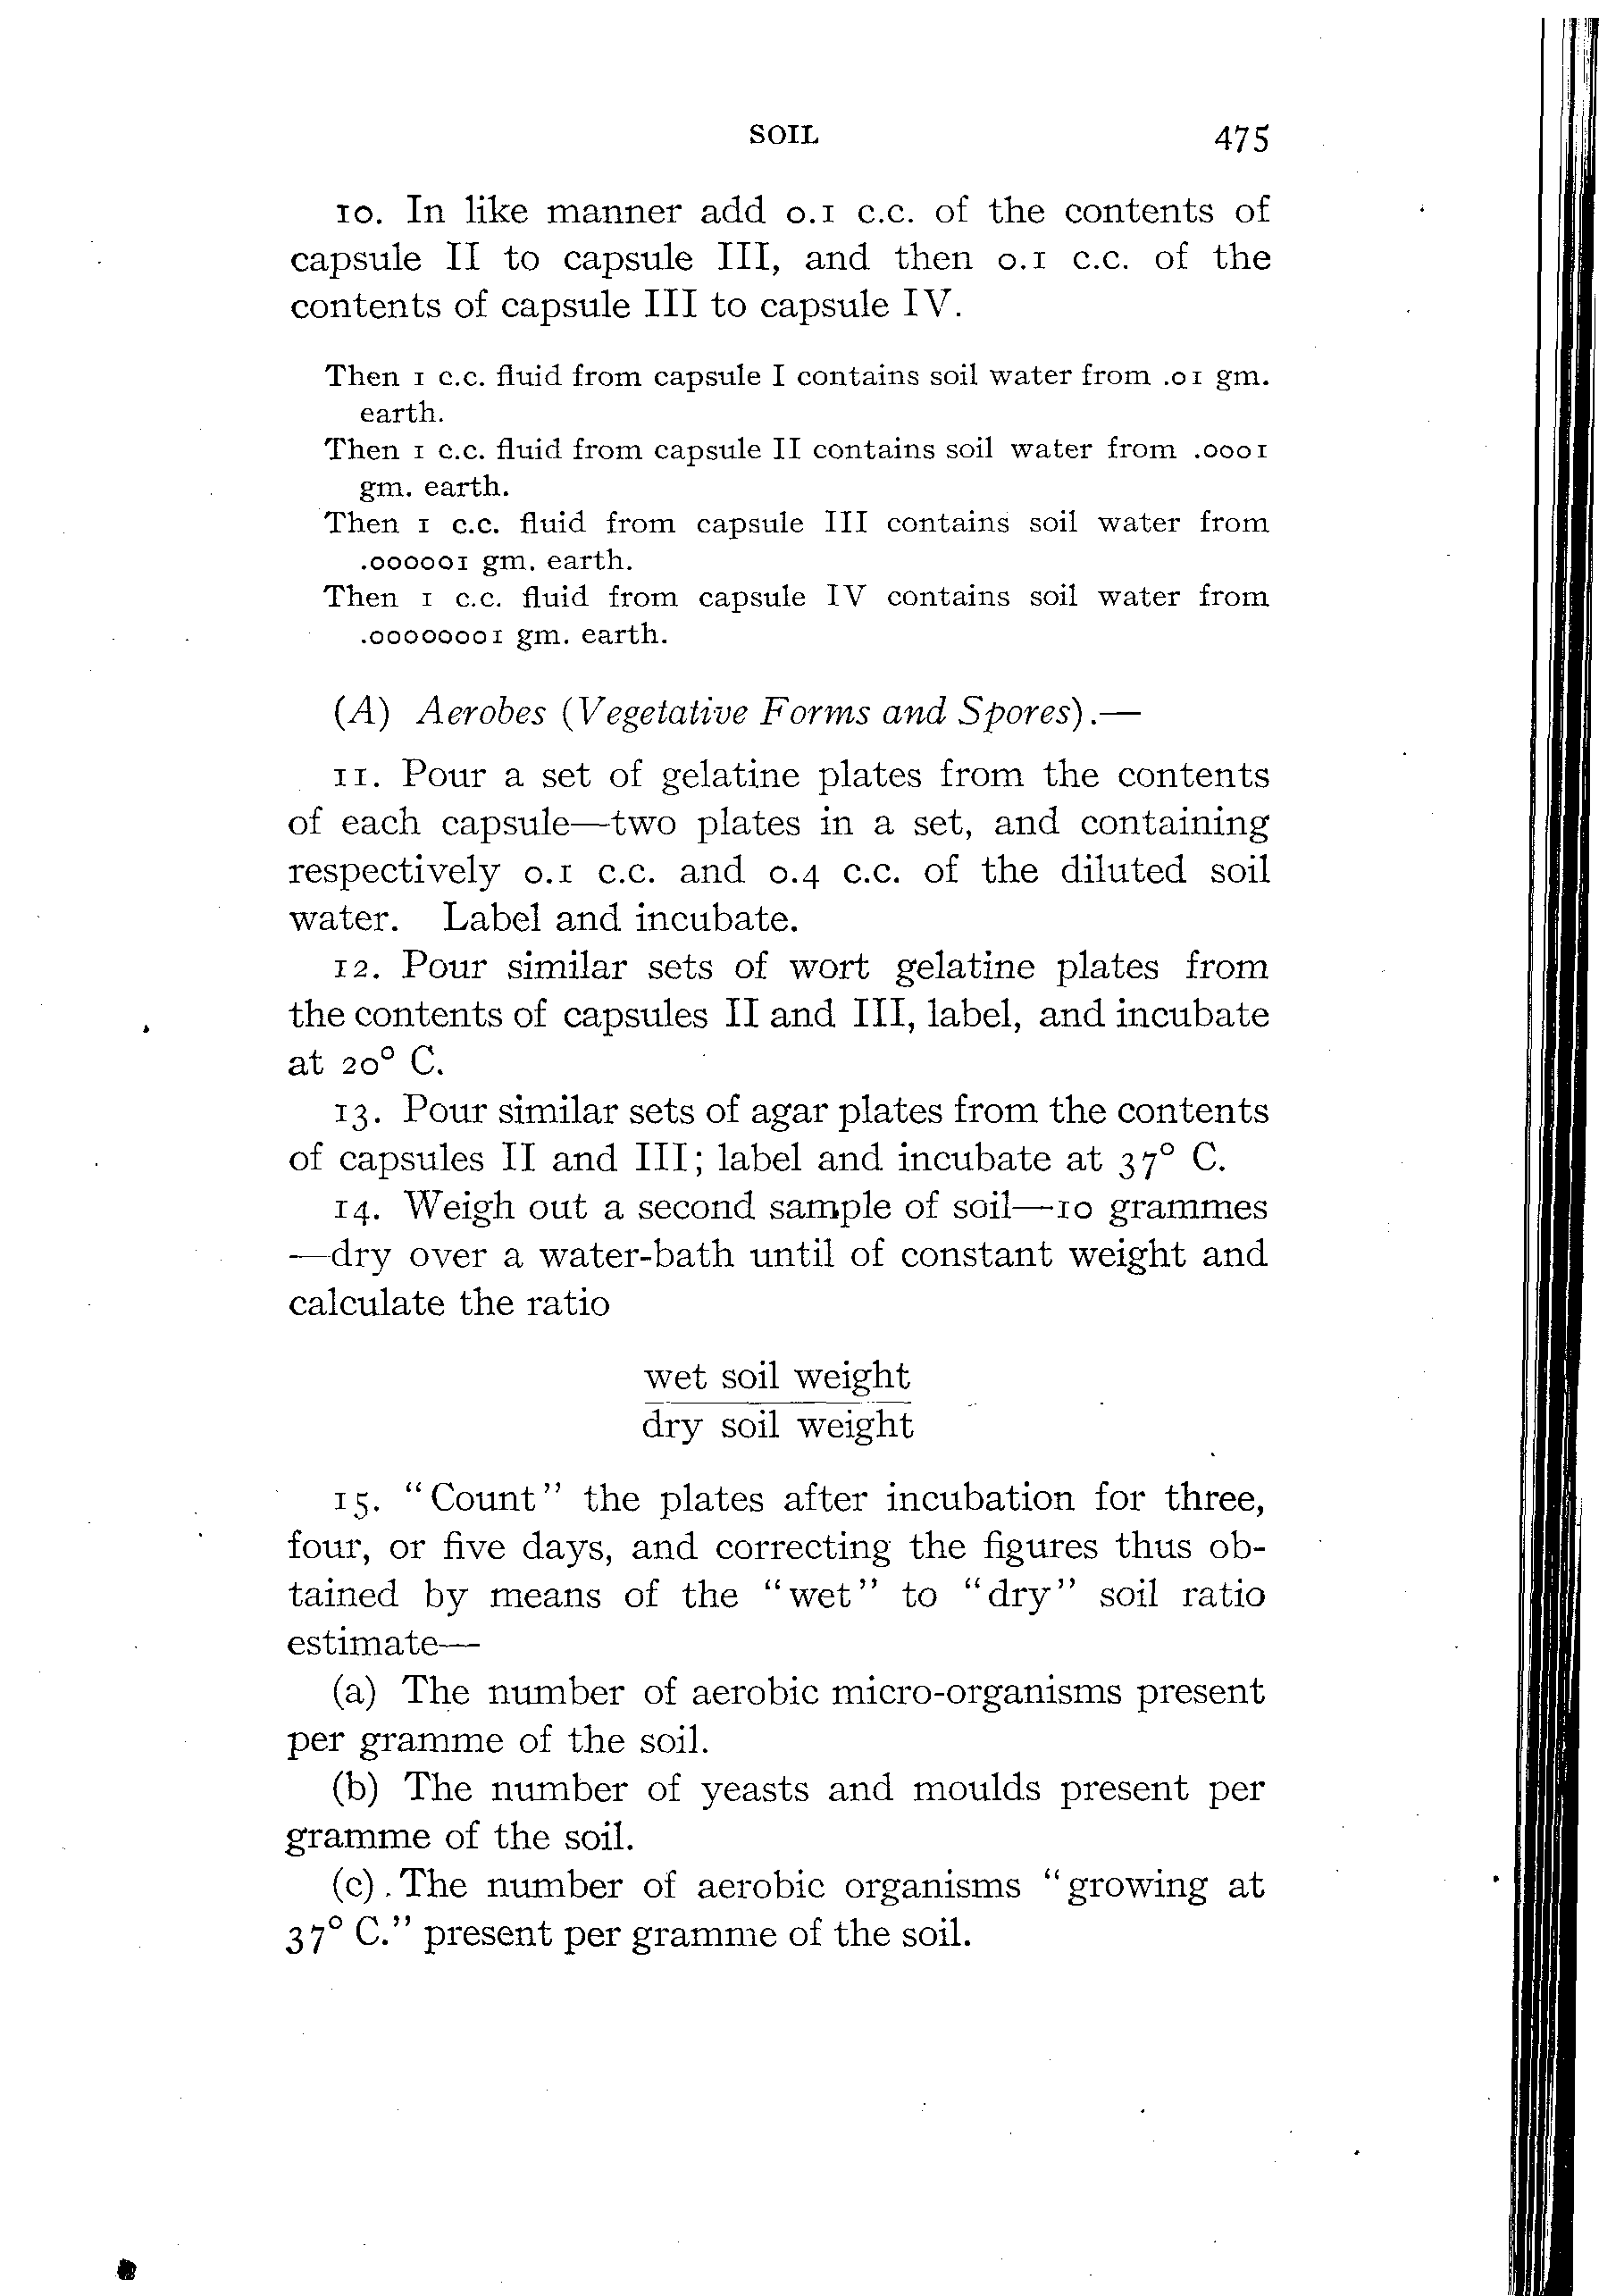 SOIL 475
10. In like manner add 0.1 c.c. of the contents of
capsule II to capsule III, and then 0.1 c.c. of the
contents of capsule III to capsule IV.
Then 1 c.c. fluid from capsule I contains soil water from .01 gm.
earth.
Then 1 c.c. fluid from capsule II contains soil water from .0001
gm. earth.
Then 1 c.c. fluid from capsule III contains soil water from
.000001 gm. earth.
Then 1 c.c. fluid from capsule IV contains soil water from
.00000001 gm. earth.
(A) Aerobes (Vegetative Forms and Spores).—
11. Pour a set of gelatine plates from the contents
of each capsule—two plates in a set, and containing
respectively 0.1 c.c. and 0.4 c.c. of the diluted soil
water. Label and incubate.
12. Pour similar sets of wort gelatine plates from
the contents of capsules II and III, label, and incubate
at 20° C.
13. Pour similar sets of agar plates from the contents
of capsules II and III; label and incubate at 37° C.
14. Weigh out a second sample of soil—10 grammes
—dry over a water-bath until of constant weight and
calculate the ratio
wet soil weight
dry soil weight
15. "Count" the plates after incubation for three,
four, or five days, and correcting the figures thus ob-
tained by means of the "wet" to "dry" soil ratio
estimate—
(a) The number of aerobic micro-organisms present
per gramme of the soil.
(b) The number of yeasts and moulds present per
gramme of the soil.
(c) The number of aerobic organisms "growing at
37° C." present per gramme of the soil.